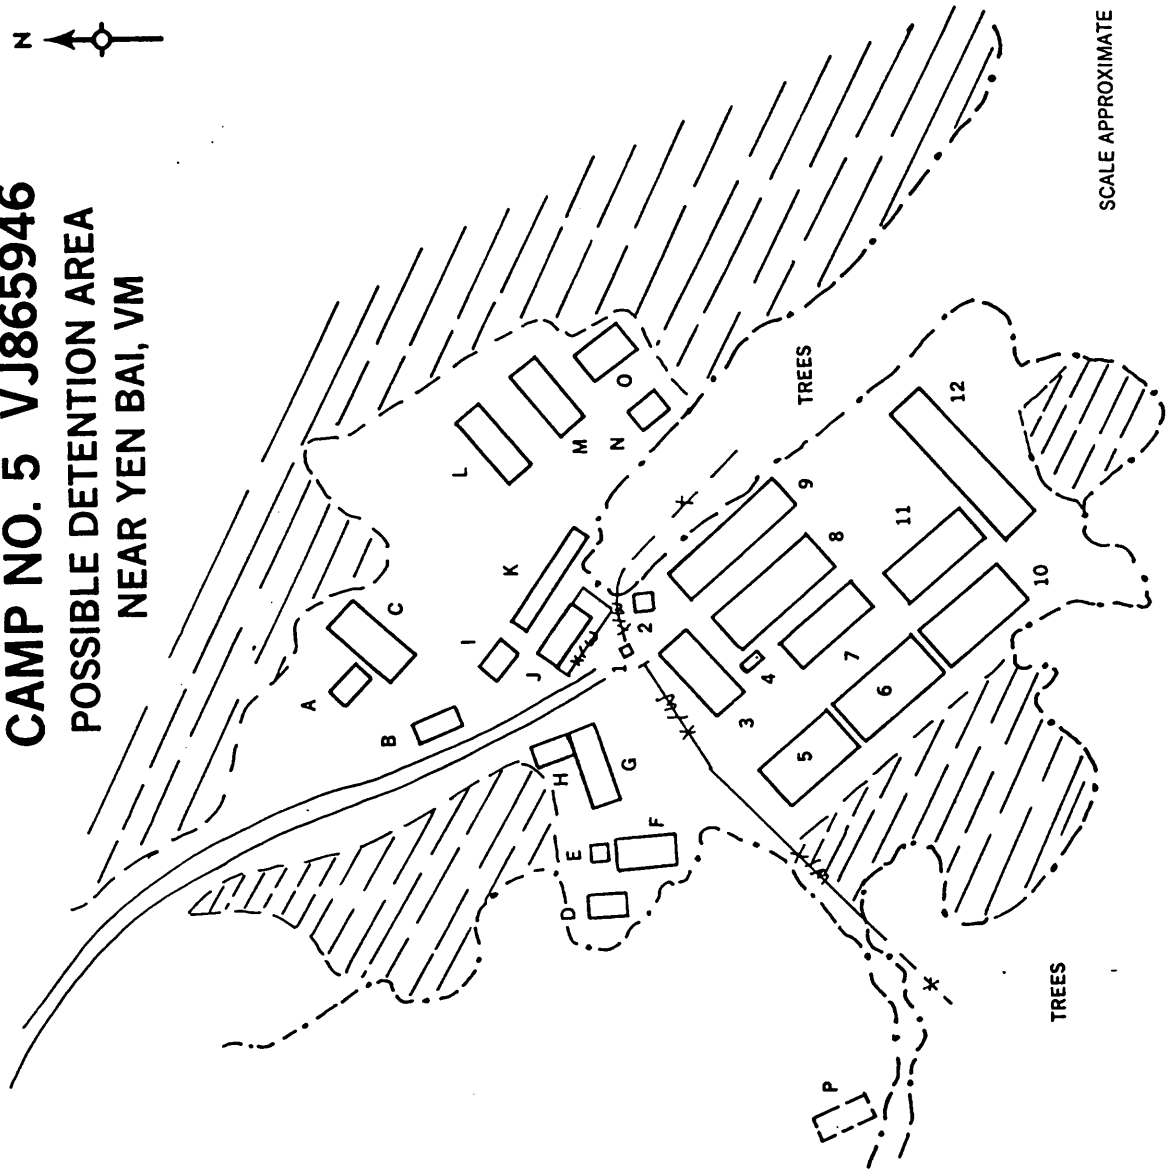 CAMP NO. 5 VJ865946
POSSIBLE DETENTION AREA
NEAR YEN BAI, VM
N
A
B
C
D
E
F
G
H
I
J
K
L
M
N
O
P
1
2
3
4
5
6
7
8
9
10
11
12
TREES
TREES
SCALE APPROXIMATE